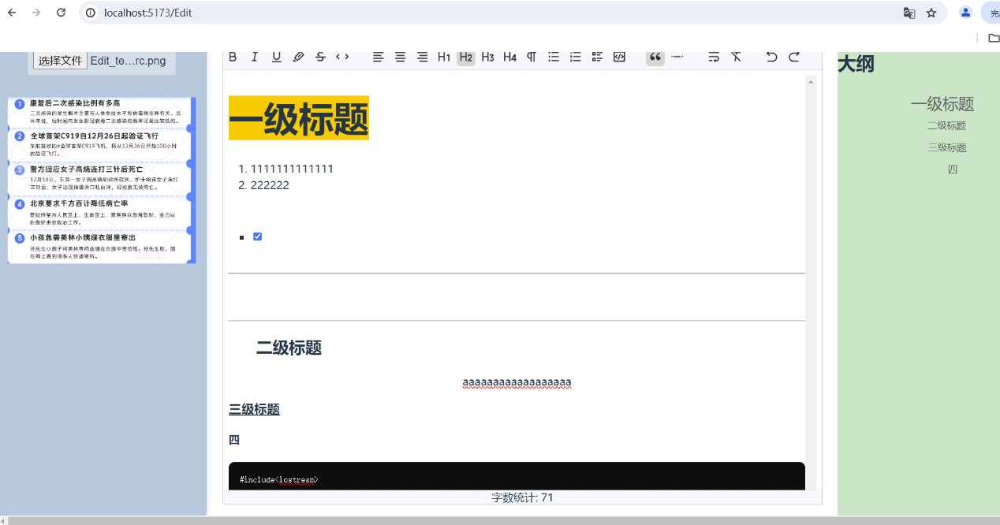 localhost:5173/Edit
完
选择文件 Edit_te…rc.png
B I U S <> H1 H2 H3 H4
大纲
1 康复后二次感染比例有多高
二次感染的发生概率主要与人体免疫水平和病毒株变异有关。总
体来说，短时间内发生新冠病毒二次感染的概率还是比较低的。
2 全球首架C919自12月26日起验证飞行
东航接收的#全球首架C919飞机，将从12月26日开始100小时
的验证飞行。
3 警方回应女子高烧连打三针后死亡
12月18日，东莞一女子因高烧到诊所就医，护士给该女子连打
三针后，女子出现抽搐并口吐白沫，经抢救无效死亡。
4 北京要求千方百计降低病亡率
要始终坚持人民至上、生命至上，聚集群众急难愁盼，全力以
赴做好患者救治工作。
5 小孩急需美林小姨缝衣服里寄出
孙先生小孩子将美林等药品缝在衣服中寄给他。孙先生称，因
在网上看到很多人快递被拆。
一级标题
1. 1111111111111
2. 222222
二级标题
aaaaaaaaaaaaaaaaaa
三级标题
四
#include<iostream>
字数统计: 71
一级标题
二级标题
三级标题
四